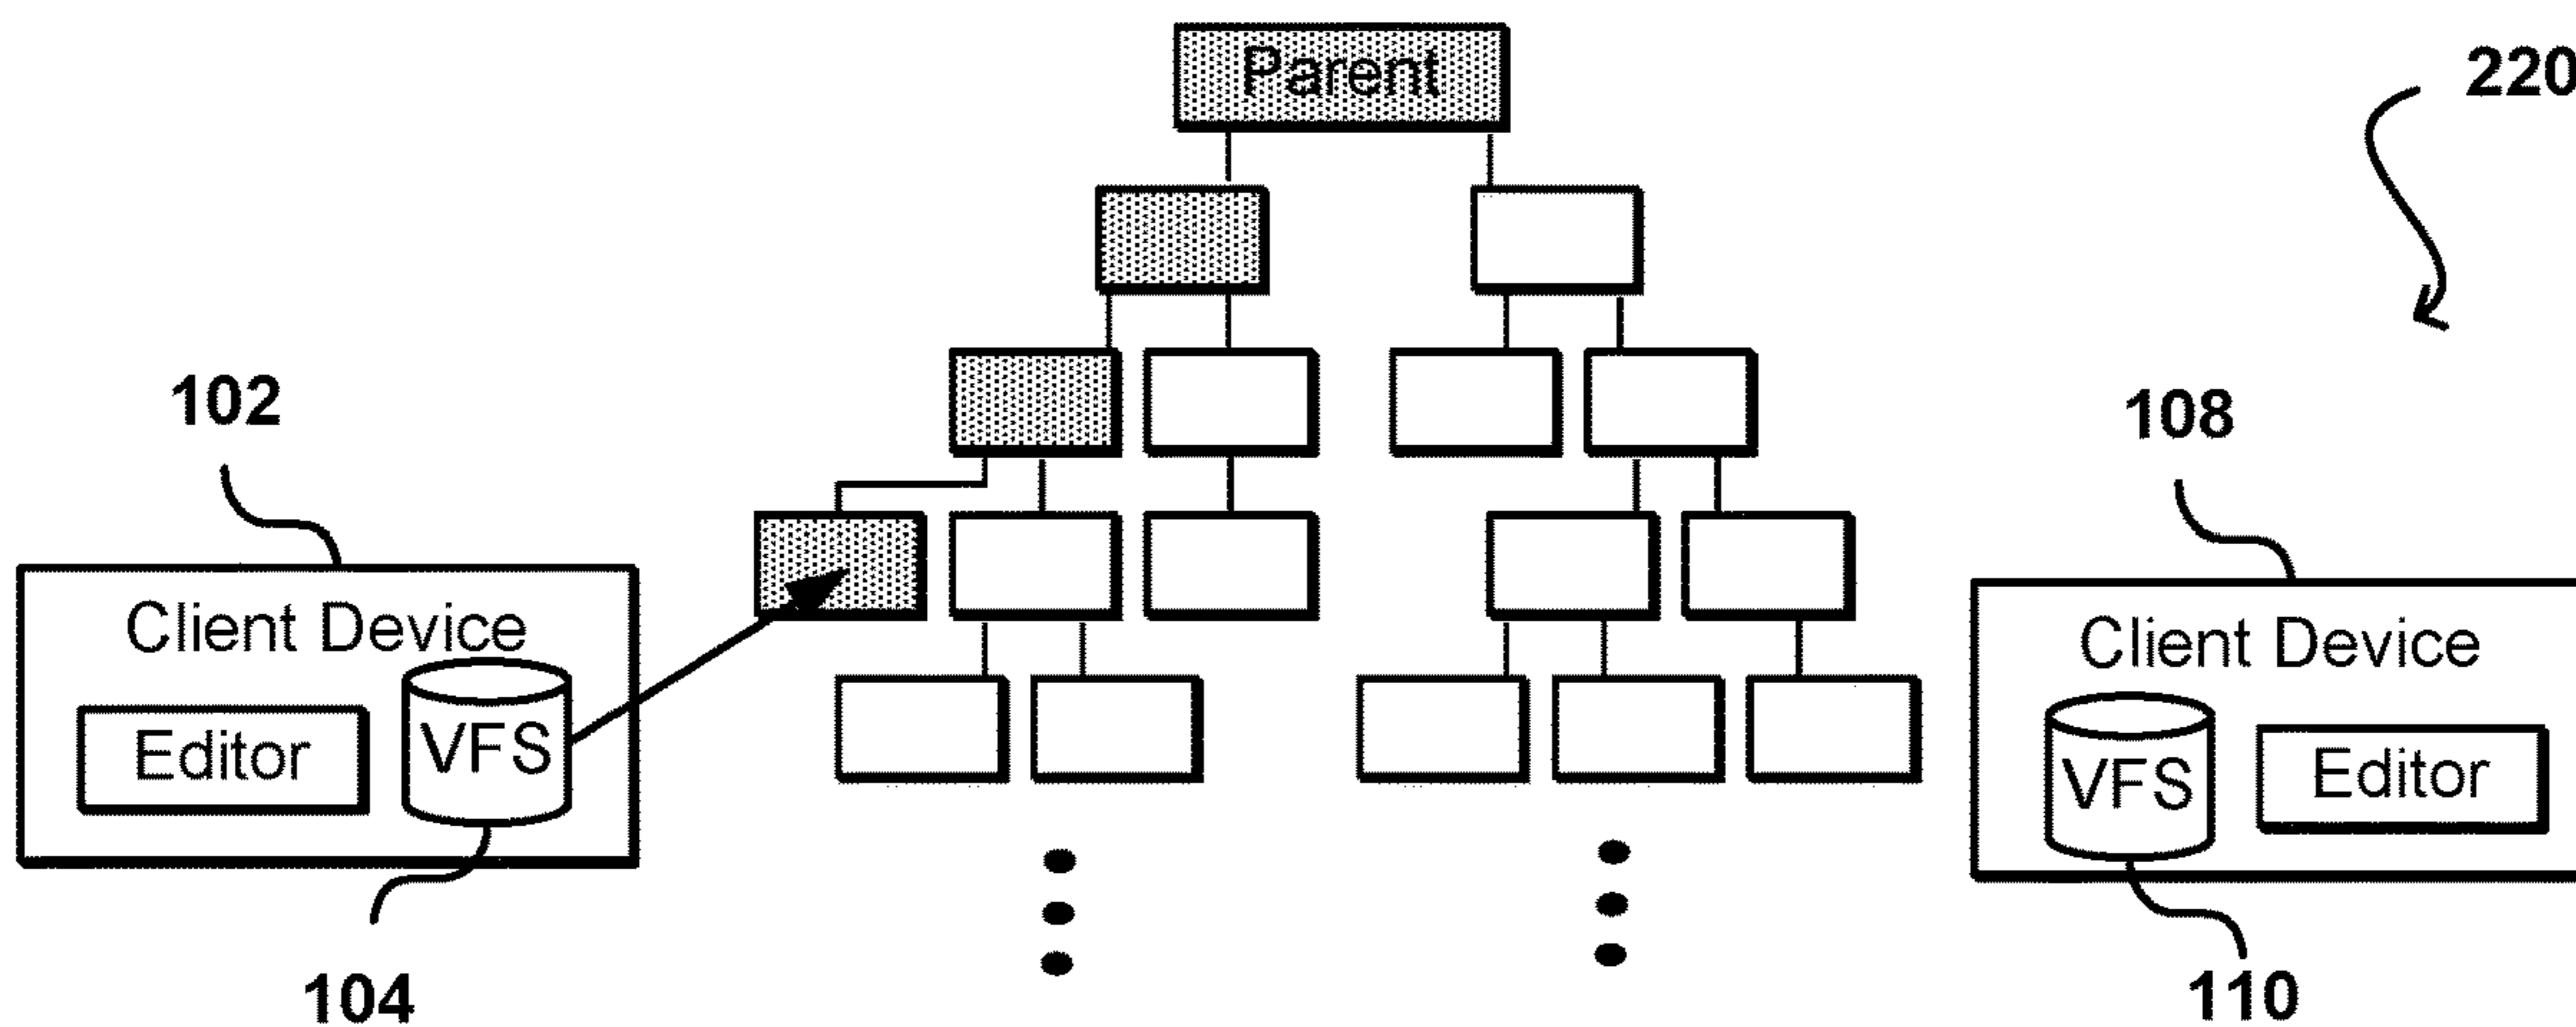 Parent
220
102
108
Client Device
Client Device
Editor
VFS
VFS
Editor
104
110